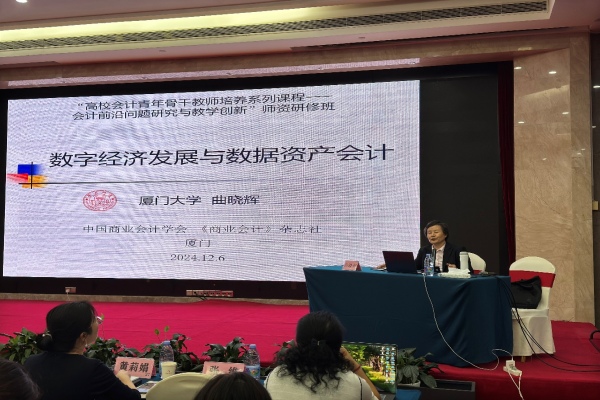 “高校会计青年骨干教师培养系列课程---
会计前沿问题研究与教学创新”师资研修班
数字经济发展与数据资产会计
厦门大学 曲晓辉
中国商业会计学会 《商业会计》杂志社
厦门
2024.12.6
黄莉娟